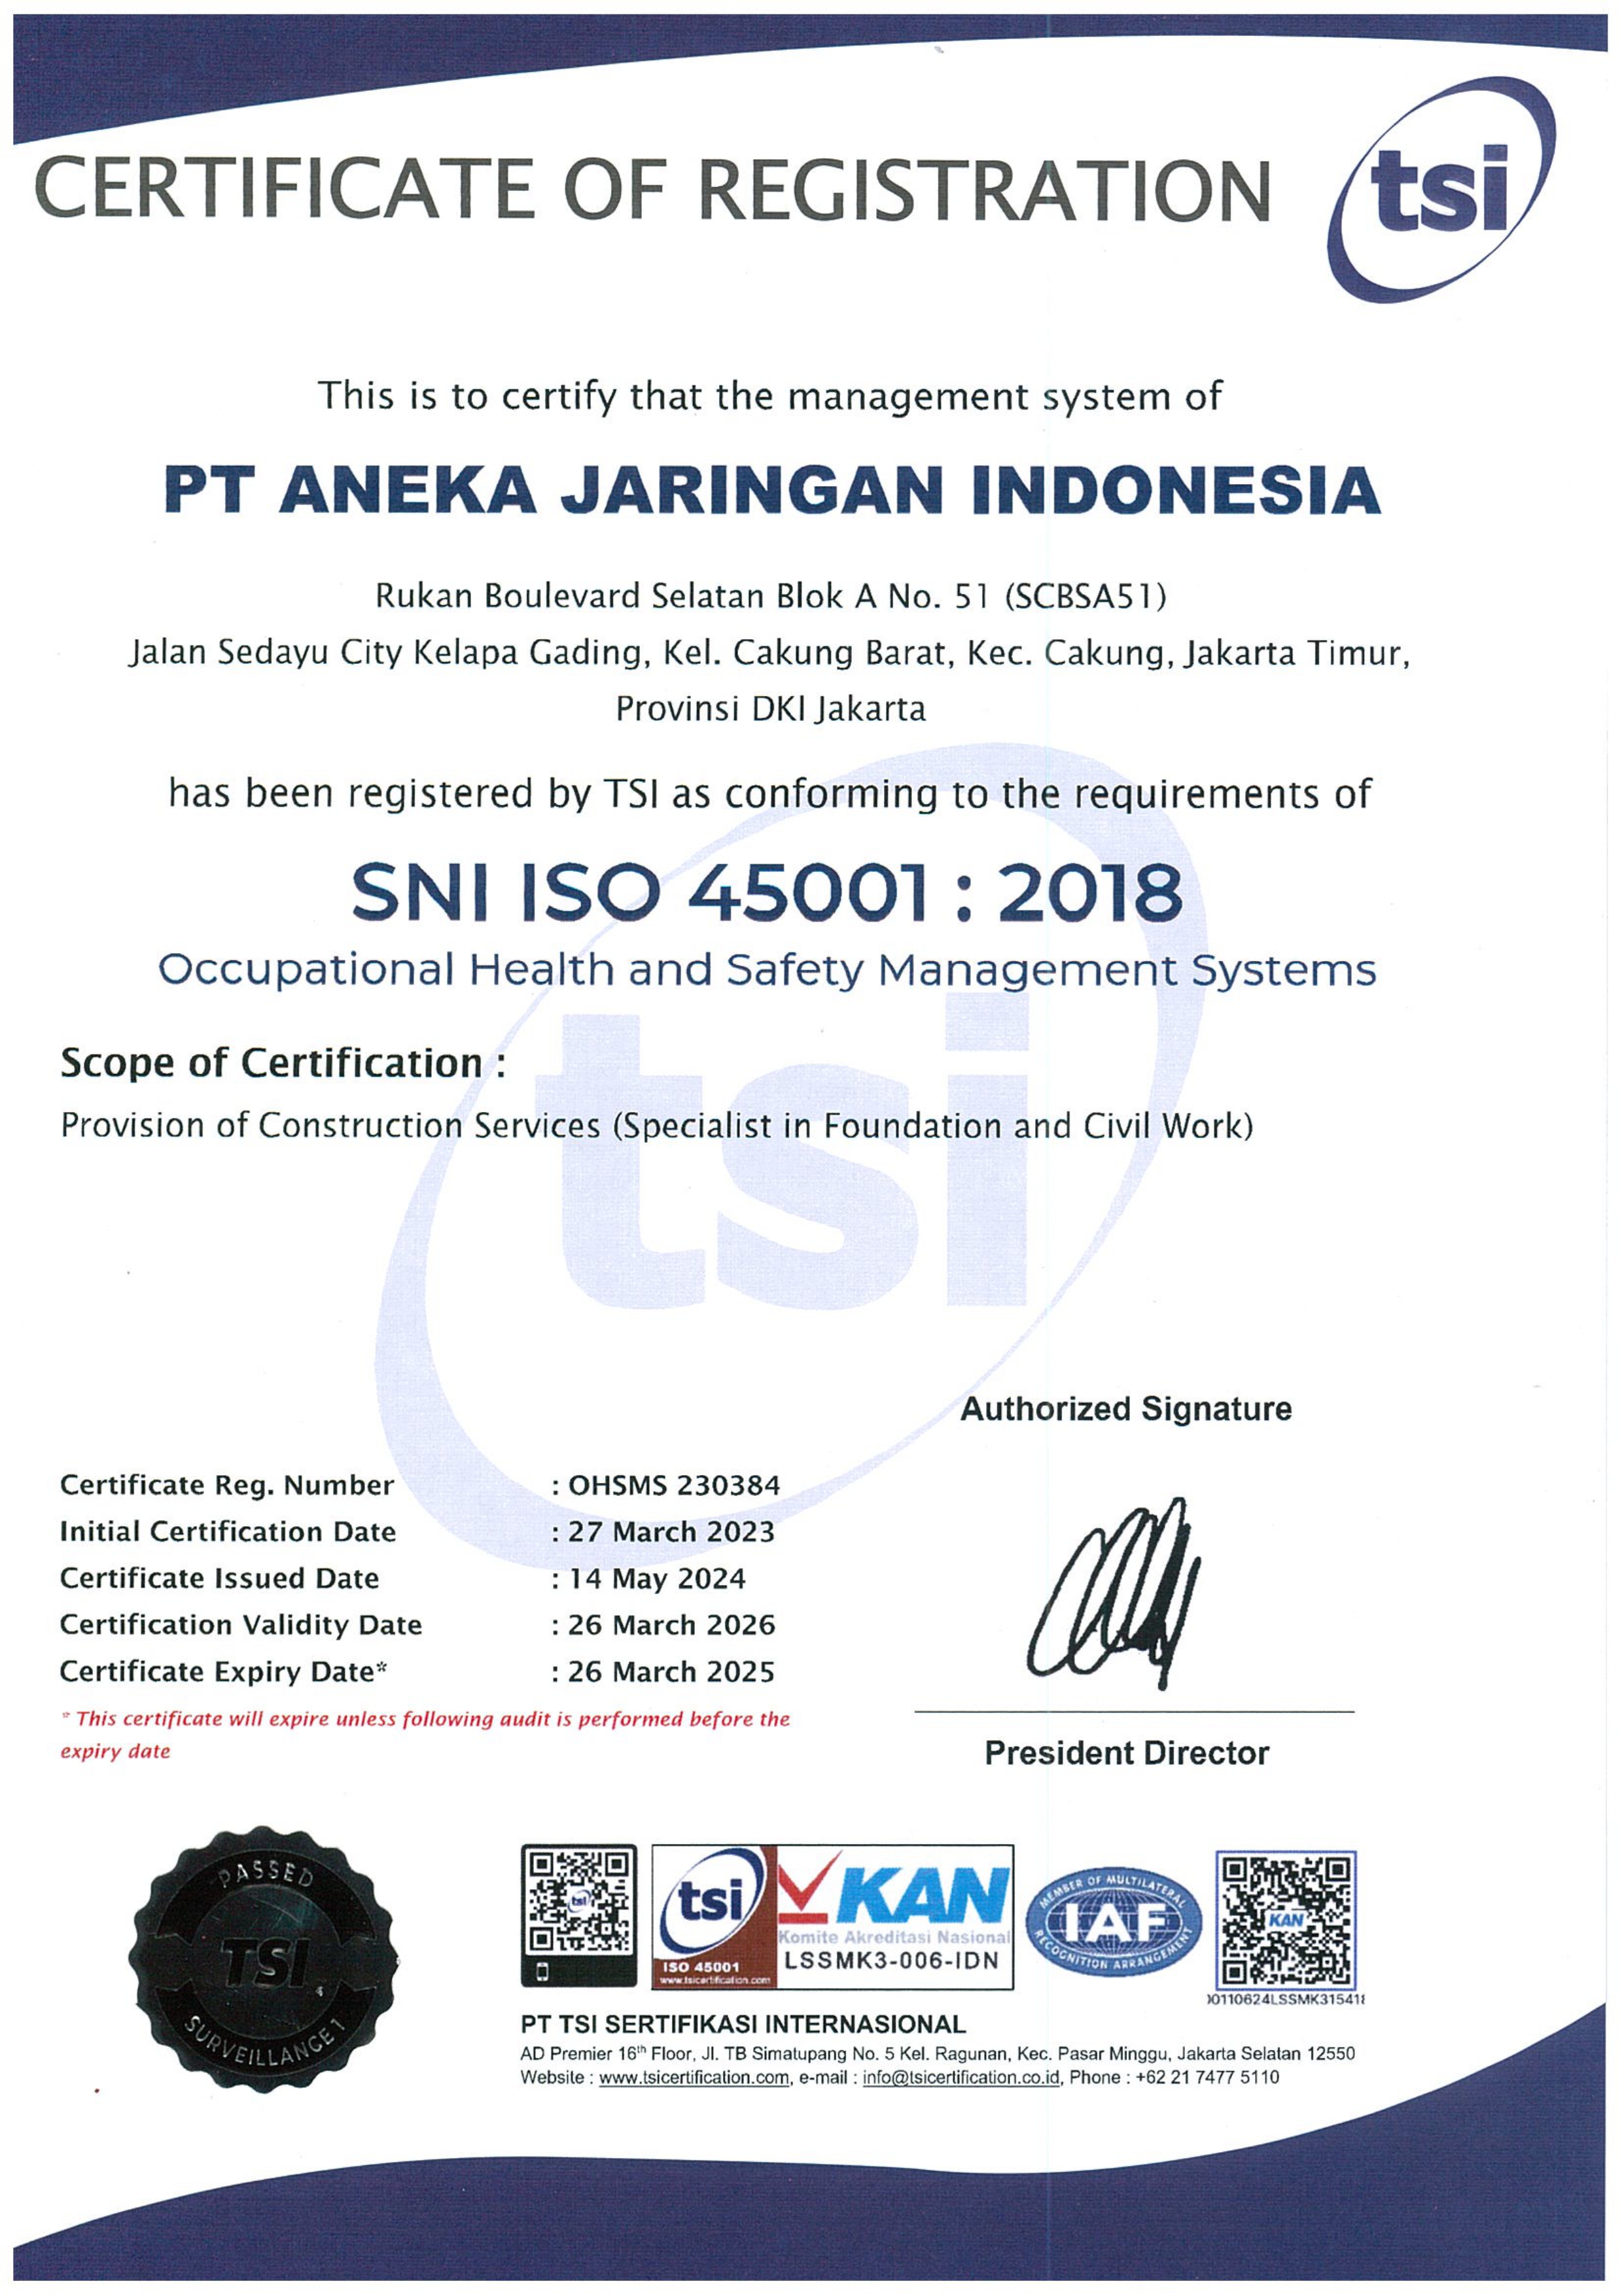 CERTIFICATE OF REGISTRATION
tsi
This is to certify that the management system of
PT ANEKA JARINGAN INDONESIA
Rukan Boulevard Selatan Blok A No. 51 (SCBSA51)
Jalan Sedayu City Kelapa Gading, Kel. Cakung Barat, Kec. Cakung, Jakarta Timur,
Provinsi DKI Jakarta
has been registered by TSI as conforming to the requirements of
SNI ISO 45001 : 2018
Occupational Health and Safety Management Systems
tsi
Scope of Certification :
Provision of Construction Services (Specialist in Foundation and Civil Work)
Authorized Signature
Certificate Reg. Number : OHSMS 230384
Initial Certification Date : 27 March 2023
Certificate Issued Date : 14 May 2024
Certification Validity Date : 26 March 2026
Certificate Expiry Date* : 26 March 2025
* This certificate will expire unless following audit is performed before the
expiry date
President Director
PASSED
TSI
SURVEILLANCE 1
tsi
tsi
ISO 45001
www.tsicertification.com
KAN
Komite Akreditasi Nasional
LSSMK3-006-IDN
MEMBER OF MULTILATERAL
IAF
RECOGNITION ARRANGEMENT
KAN
PT TSI SERTIFIKASI INTERNASIONAL
AD Premier 16th Floor, Jl. TB Simatupang No. 5 Kel. Ragunan, Kec. Pasar Minggu, Jakarta Selatan 12550
Website : www.tsicertification.com, e-mail : info@tsicertification.co.id, Phone : +62 21 7477 5110